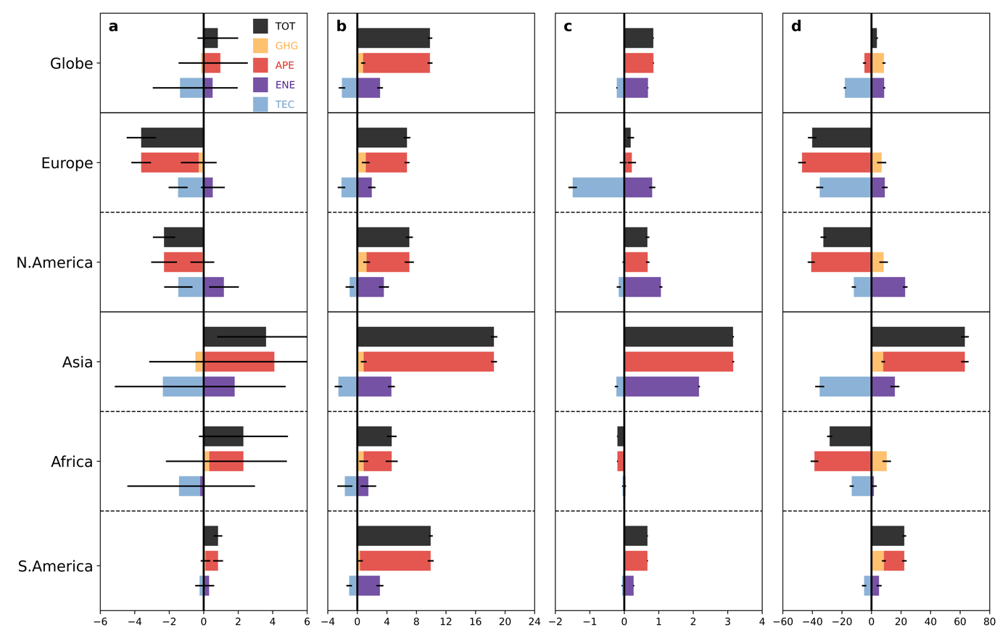 a
b
c
d
TOT
GHG
APE
ENE
TEC
Globe
Europe
N.America
Asia
Africa
S.America
−6 −4 −2 0 2 4 6
−4 0 4 8 12 16 20 24
−2 −1 0 1 2 3 4
−60 −40 −20 0 20 40 60 80